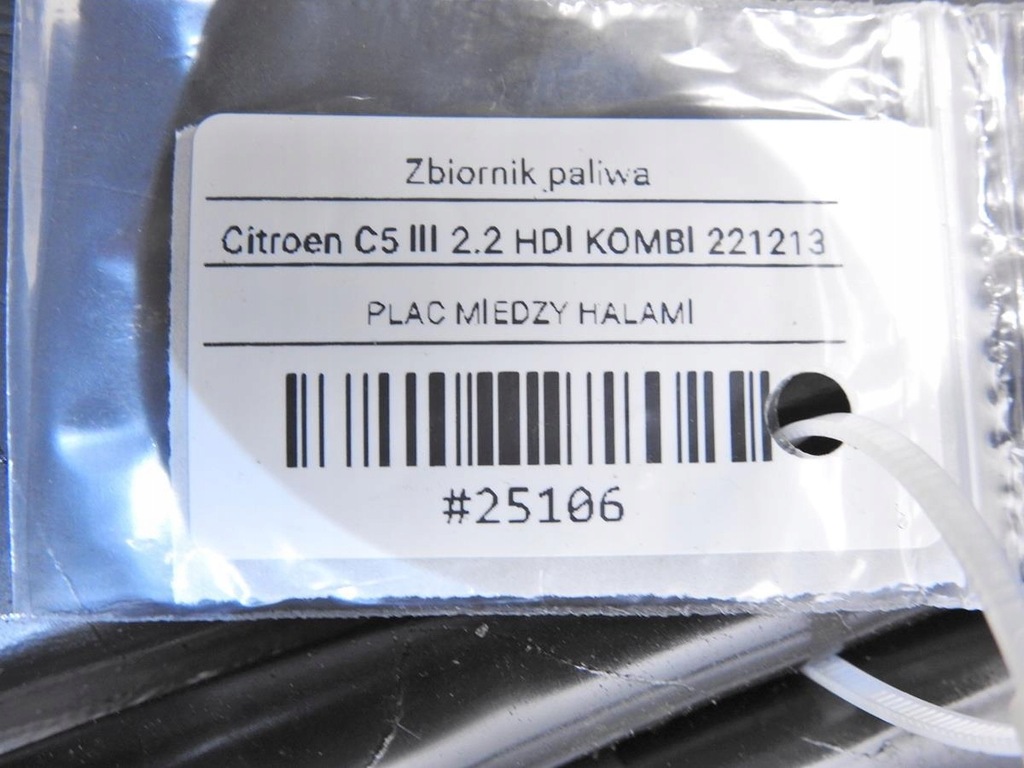 Zbiornik paliwa
Citroen C5 III 2.2 HDI KOMBI 221213
PLAC MIEDZY HALAMI
#25106